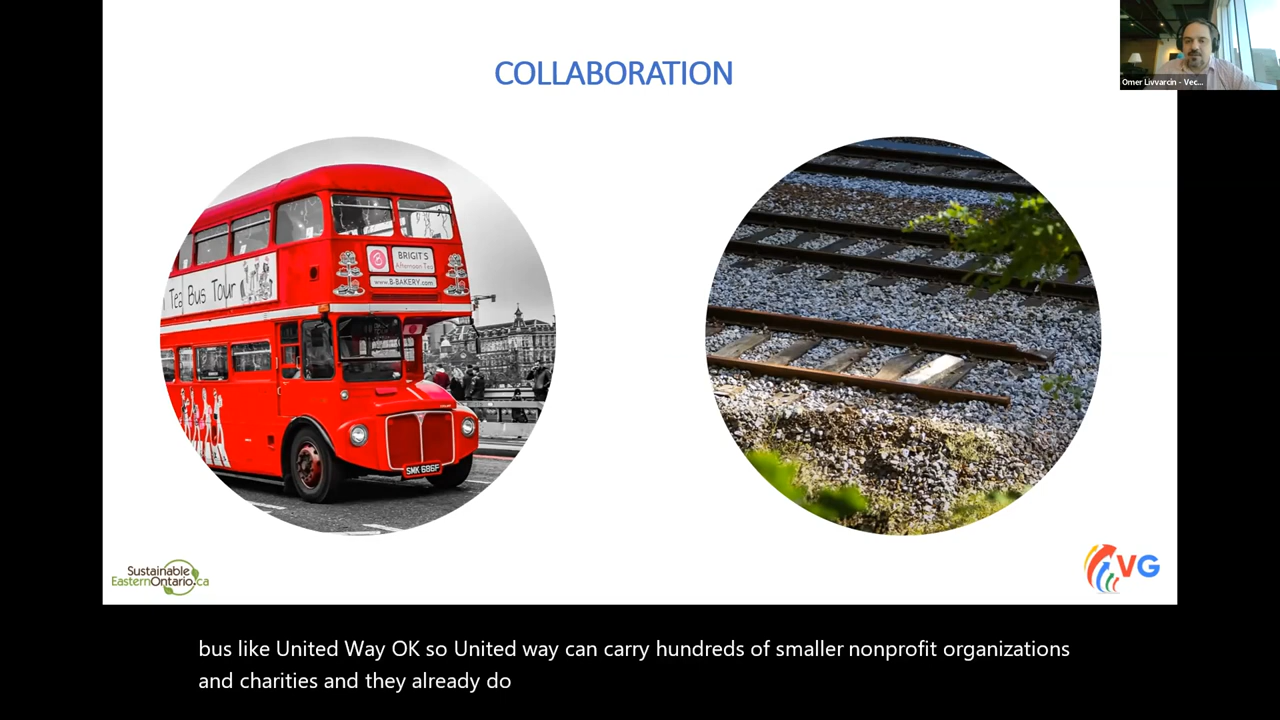 COLLABORATION
Omer Livvarcin - Vec...
BRIGIT'S
Afternoon Tea
www.B-BAKERY.com
Tea Bus Tour
SMK 686F
Sustainable
EasternOntario.ca
VG
bus like United Way OK so United way can carry hundreds of smaller nonprofit organizations
and charities and they already do